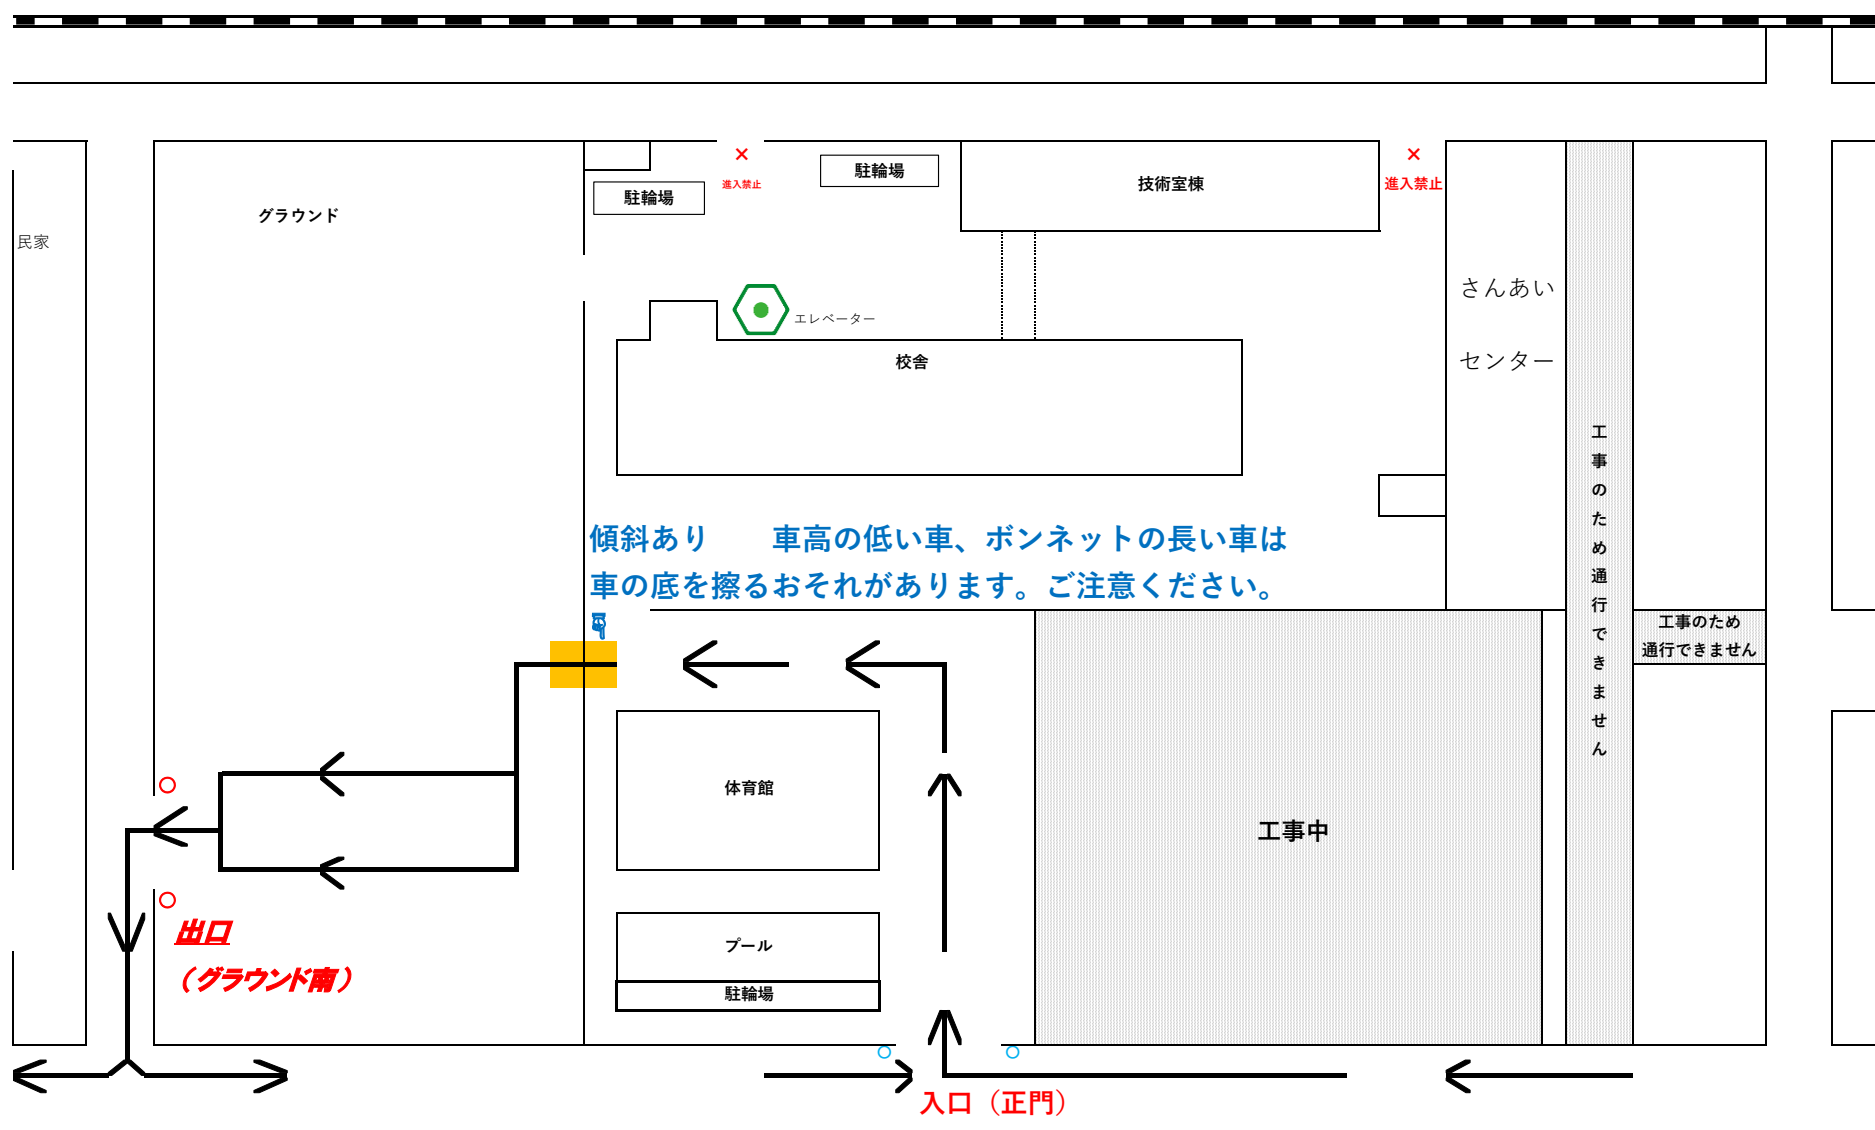 ×
×
進入禁止
進入禁止
駐輪場
駐輪場
技術室棟
グラウンド
民家
さんあい
センター
エレベーター
校舎
工事のため通行できません
傾斜あり　　車高の低い車、ボンネットの長い車は
車の底を擦るおそれがあります。ご注意ください。
☟
工事のため
通行できません
体育館
工事中
○
○
出口
（グラウンド南）
プール
駐輪場
○
○
入口（正門）